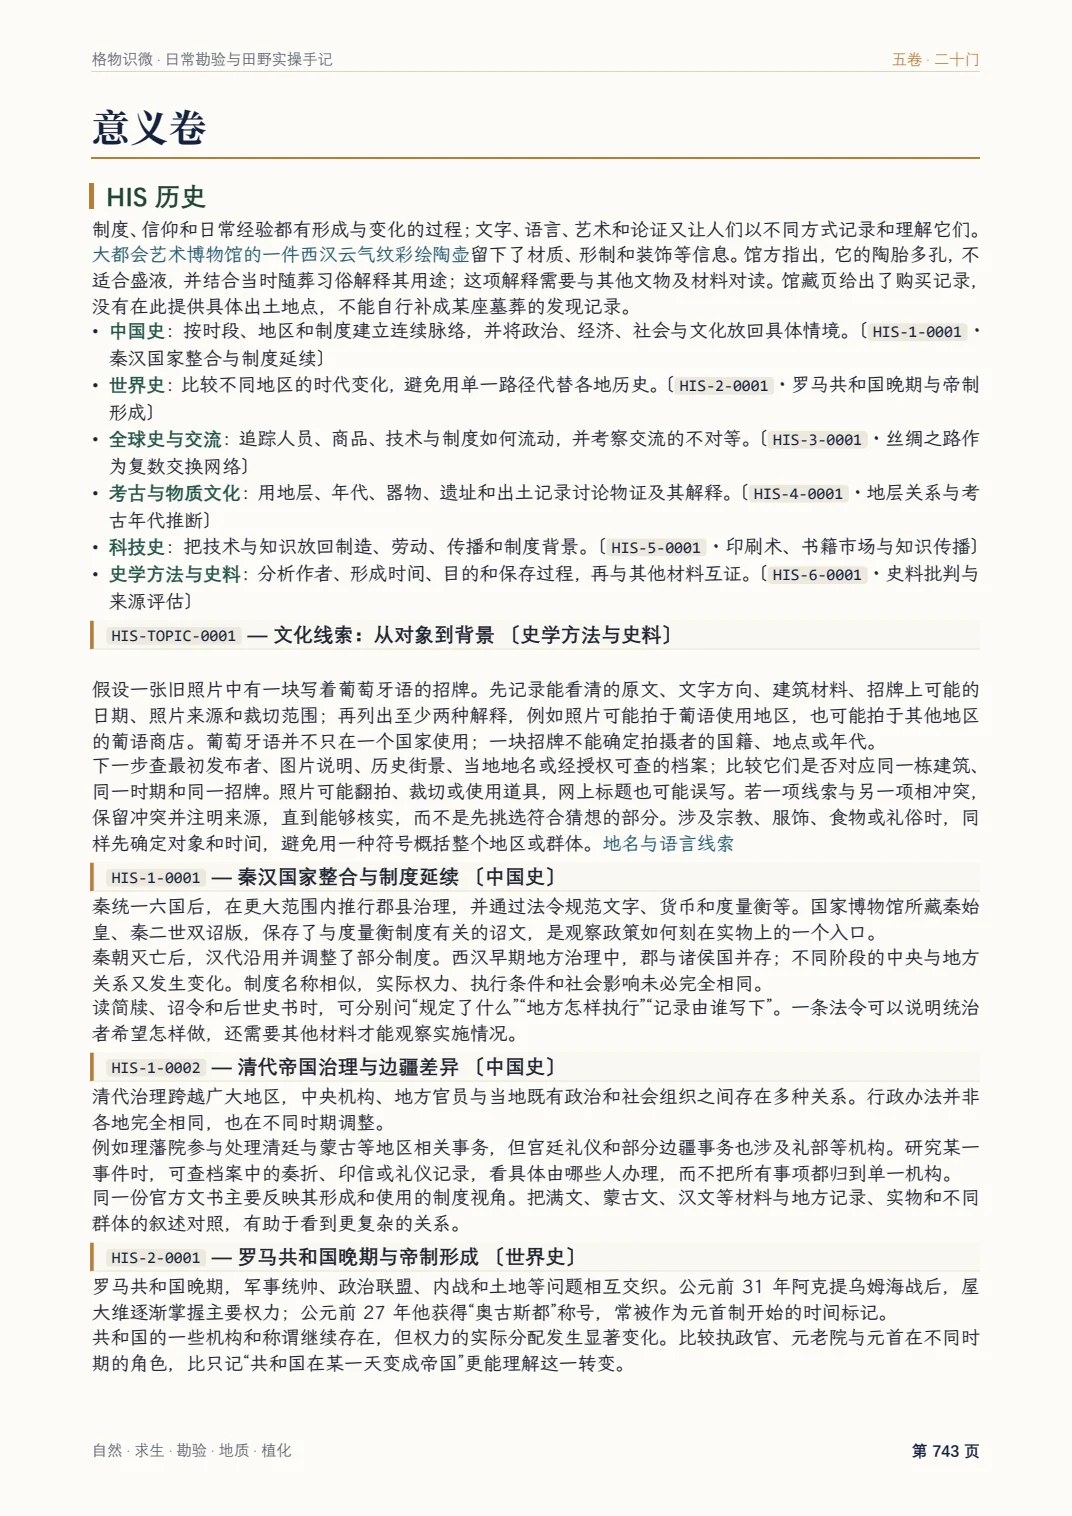 格物识微 · 日常勘验与田野实操手记
五卷 · 二十门
意义卷
HIS 历史
制度、信仰和日常经验都有形成与变化的过程；文字、语言、艺术和论证又让人们以不同方式记录和理解它们。
大都会艺术博物馆的一件西汉云气纹彩绘陶壶留下了材质、形制和装饰等信息。馆方指出，它的陶胎多孔，不
适合盛液，并结合当时随葬习俗解释其用途；这项解释需要与其他文物及材料对读。馆藏页给出了购买记录，
没有在此提供具体出土地点，不能自行补成某座墓葬的发现记录。
• 中国史：按时段、地区和制度建立连续脉络，并将政治、经济、社会与文化放回具体情境。〔HIS-1-0001・
秦汉国家整合与制度延续〕
• 世界史：比较不同地区的时代变化，避免用单一路径代替各地历史。〔HIS-2-0001・罗马共和国晚期与帝制
形成〕
• 全球史与交流：追踪人员、商品、技术与制度如何流动，并考察交流的不对等。〔HIS-3-0001・丝绸之路作
为复数交换网络〕
• 考古与物质文化：用地层、年代、器物、遗址和出土记录讨论物证及其解释。〔HIS-4-0001・地层关系与考
古年代推断〕
• 科技史：把技术与知识放回制造、劳动、传播和制度背景。〔HIS-5-0001・印刷术、书籍市场与知识传播〕
• 史学方法与史料：分析作者、形成时间、目的和保存过程，再与其他材料互证。〔HIS-6-0001・史料批判与
来源评估〕
HIS-TOPIC-0001 — 文化线索：从对象到背景 〔史学方法与史料〕
假设一张旧照片中有一块写着葡萄牙语的招牌。先记录能看清的原文、文字方向、建筑材料、招牌上可能的
日期、照片来源和裁切范围；再列出至少两种解释，例如照片可能拍于葡语使用地区，也可能拍于其他地区
的葡语商店。葡萄牙语并不只在一个国家使用；一块招牌不能确定拍摄者的国籍、地点或年代。
下一步查最初发布者、图片说明、历史街景、当地地名或经授权可查的档案；比较它们是否对应同一栋建筑、
同一时期和同一招牌。照片可能翻拍、裁切或使用道具，网上标题也可能误写。若一项线索与另一项相冲突，
保留冲突并注明来源，直到能够核实，而不是先挑选符合猜想的部分。涉及宗教、服饰、食物或礼俗时，同
样先确定对象和时间，避免用一种符号概括整个地区或群体。地名与语言线索
HIS-1-0001 — 秦汉国家整合与制度延续 〔中国史〕
秦统一六国后，在更大范围内推行郡县治理，并通过法令规范文字、货币和度量衡等。国家博物馆所藏秦始
皇、秦二世双诏版，保存了与度量衡制度有关的诏文，是观察政策如何刻在实物上的一个入口。
秦朝灭亡后，汉代沿用并调整了部分制度。西汉早期地方治理中，郡与诸侯国并存；不同阶段的中央与地方
关系又发生变化。制度名称相似，实际权力、执行条件和社会影响未必完全相同。
读简牍、诏令和后世史书时，可分别问“规定了什么”“地方怎样执行”“记录由谁写下”。一条法令可以说明统治
者希望怎样做，还需要其他材料才能观察实施情况。
HIS-1-0002 — 清代帝国治理与边疆差异 〔中国史〕
清代治理跨越广大地区，中央机构、地方官员与当地既有政治和社会组织之间存在多种关系。行政办法并非
各地完全相同，也在不同时期调整。
例如理藩院参与处理清廷与蒙古等地区相关事务，但宫廷礼仪和部分边疆事务也涉及礼部等机构。研究某一
事件时，可查档案中的奏折、印信或礼仪记录，看具体由哪些人办理，而不把所有事项都归到单一机构。
同一份官方文书主要反映其形成和使用的制度视角。把满文、蒙古文、汉文等材料与地方记录、实物和不同
群体的叙述对照，有助于看到更复杂的关系。
HIS-2-0001 — 罗马共和国晚期与帝制形成 〔世界史〕
罗马共和国晚期，军事统帅、政治联盟、内战和土地等问题相互交织。公元前 31 年阿克提乌姆海战后，屋
大维逐渐掌握主要权力；公元前 27 年他获得“奥古斯都”称号，常被作为元首制开始的时间标记。
共和国的一些机构和称谓继续存在，但权力的实际分配发生显著变化。比较执政官、元老院与元首在不同时
期的角色，比只记“共和国在某一天变成帝国”更能理解这一转变。
自然 · 求生 · 勘验 · 地质 · 植化
第 743 页